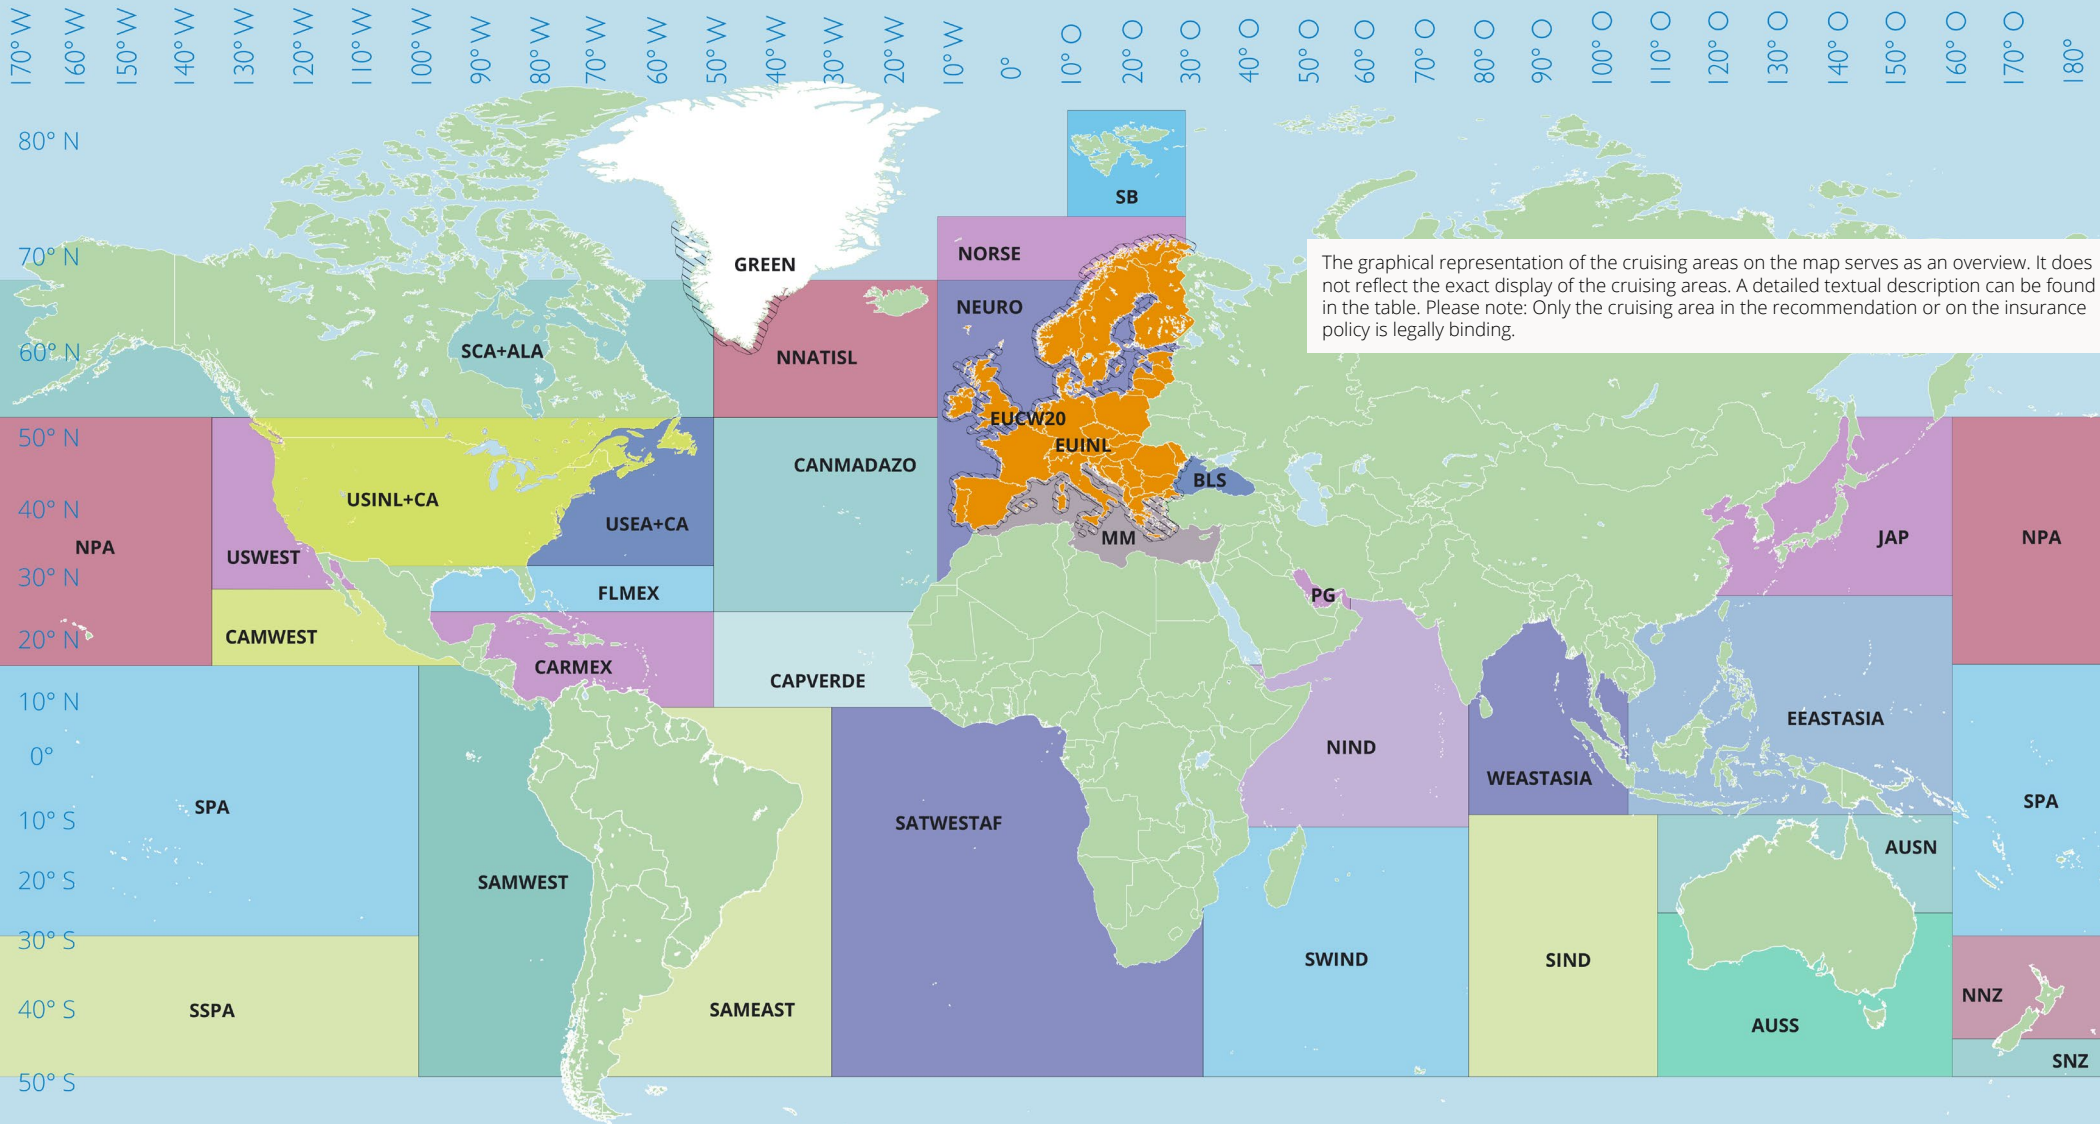 170° W
160° W
150° W
140° W
130° W
120° W
110° W
100° W
90° W
80° W
70° W
60° W
50° W
40° W
30° W
20° W
10° W
0°
10° O
20° O
30° O
40° O
50° O
60° O
70° O
80° O
90° O
100° O
110° O
120° O
130° O
140° O
150° O
160° O
170° O
180°
80° N
SB
70° N
GREEN
NORSE
The graphical representation of the cruising areas on the map serves as an overview. It does
not reflect the exact display of the cruising areas. A detailed textual description can be found
in the table. Please note: Only the cruising area in the recommendation or on the insurance
policy is legally binding.
NEURO
60° N
SCA+ALA
NNATISL
EUCW20
50° N
EUINL
CANMADAZO
BLS
USINL+CA
40° N
USEA+CA
MM
JAP
NPA
NPA
USWEST
30° N
FLMEX
PG
20° N
CAMWEST
CARMEX
CAPVERDE
10° N
EEASTASIA
0°
NIND
WEASTASIA
SPA
SPA
10° S
SATWESTAF
AUSN
20° S
SAMWEST
30° S
SWIND
SIND
40° S
SSPA
SAMEAST
NNZ
AUSS
SNZ
50° S